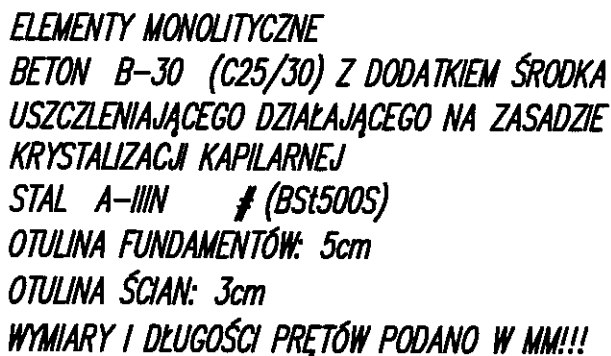 ELEMENTY MONOLITYCZNE
BETON B-30 (C25/30) Z DODATKIEM ŚRODKA
USZCZLENIAJĄCEGO DZIAŁAJĄCEGO NA ZASADZIE
KRYSTALIZACJI KAPILARNEJ
STAL A-IIIN # (BSt500S)
OTULINA FUNDAMENTÓW: 5cm
OTULINA ŚCIAN: 3cm
WYMIARY I DŁUGOŚCI PRĘTÓW PODANO W MM!!!